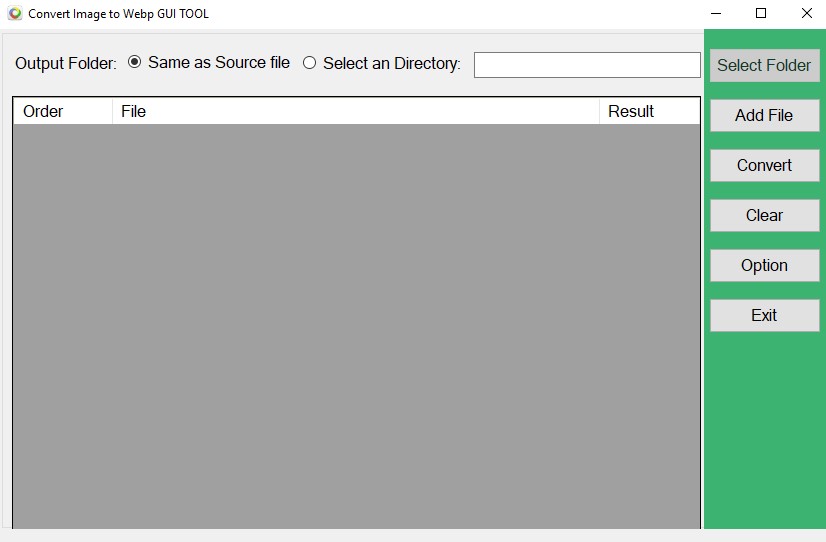 Convert Image to Webp GUI TOOL
Output Folder: Same as Source file Select an Directory:
Select Folder
Order File Result
Add File
Convert
Clear
Option
Exit